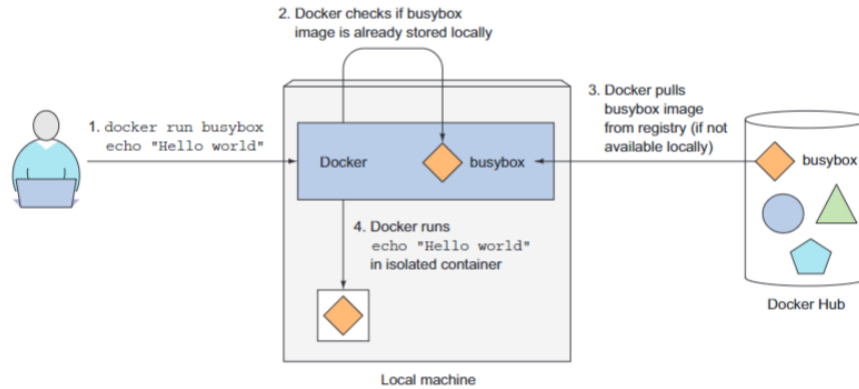 2. Docker checks if busybox
image is already stored locally
1. docker run busybox
echo "Hello world"
3. Docker pulls
busybox image
from registry (if not
available locally)
Docker
busybox
busybox
4. Docker runs
echo "Hello world"
in isolated container
Docker Hub
Local machine